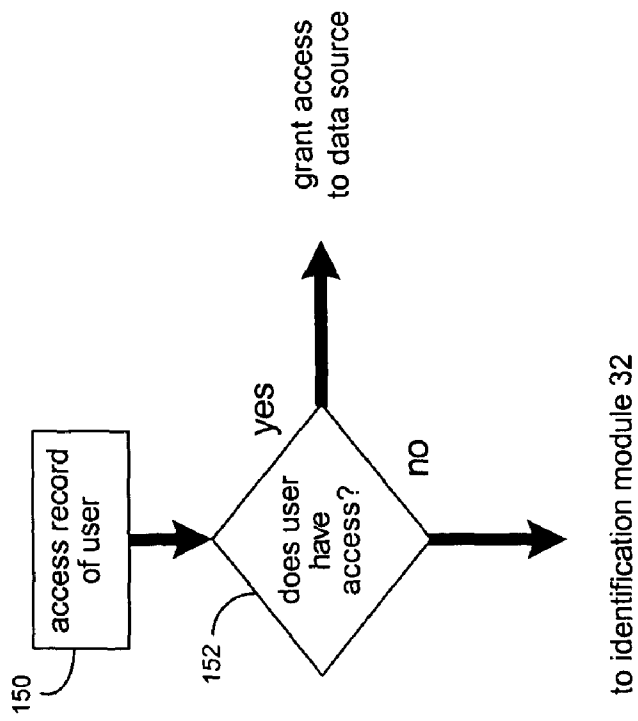 150
access record
of user
152
does user
have
access?
yes
grant access
to data source
no
to identification module 32